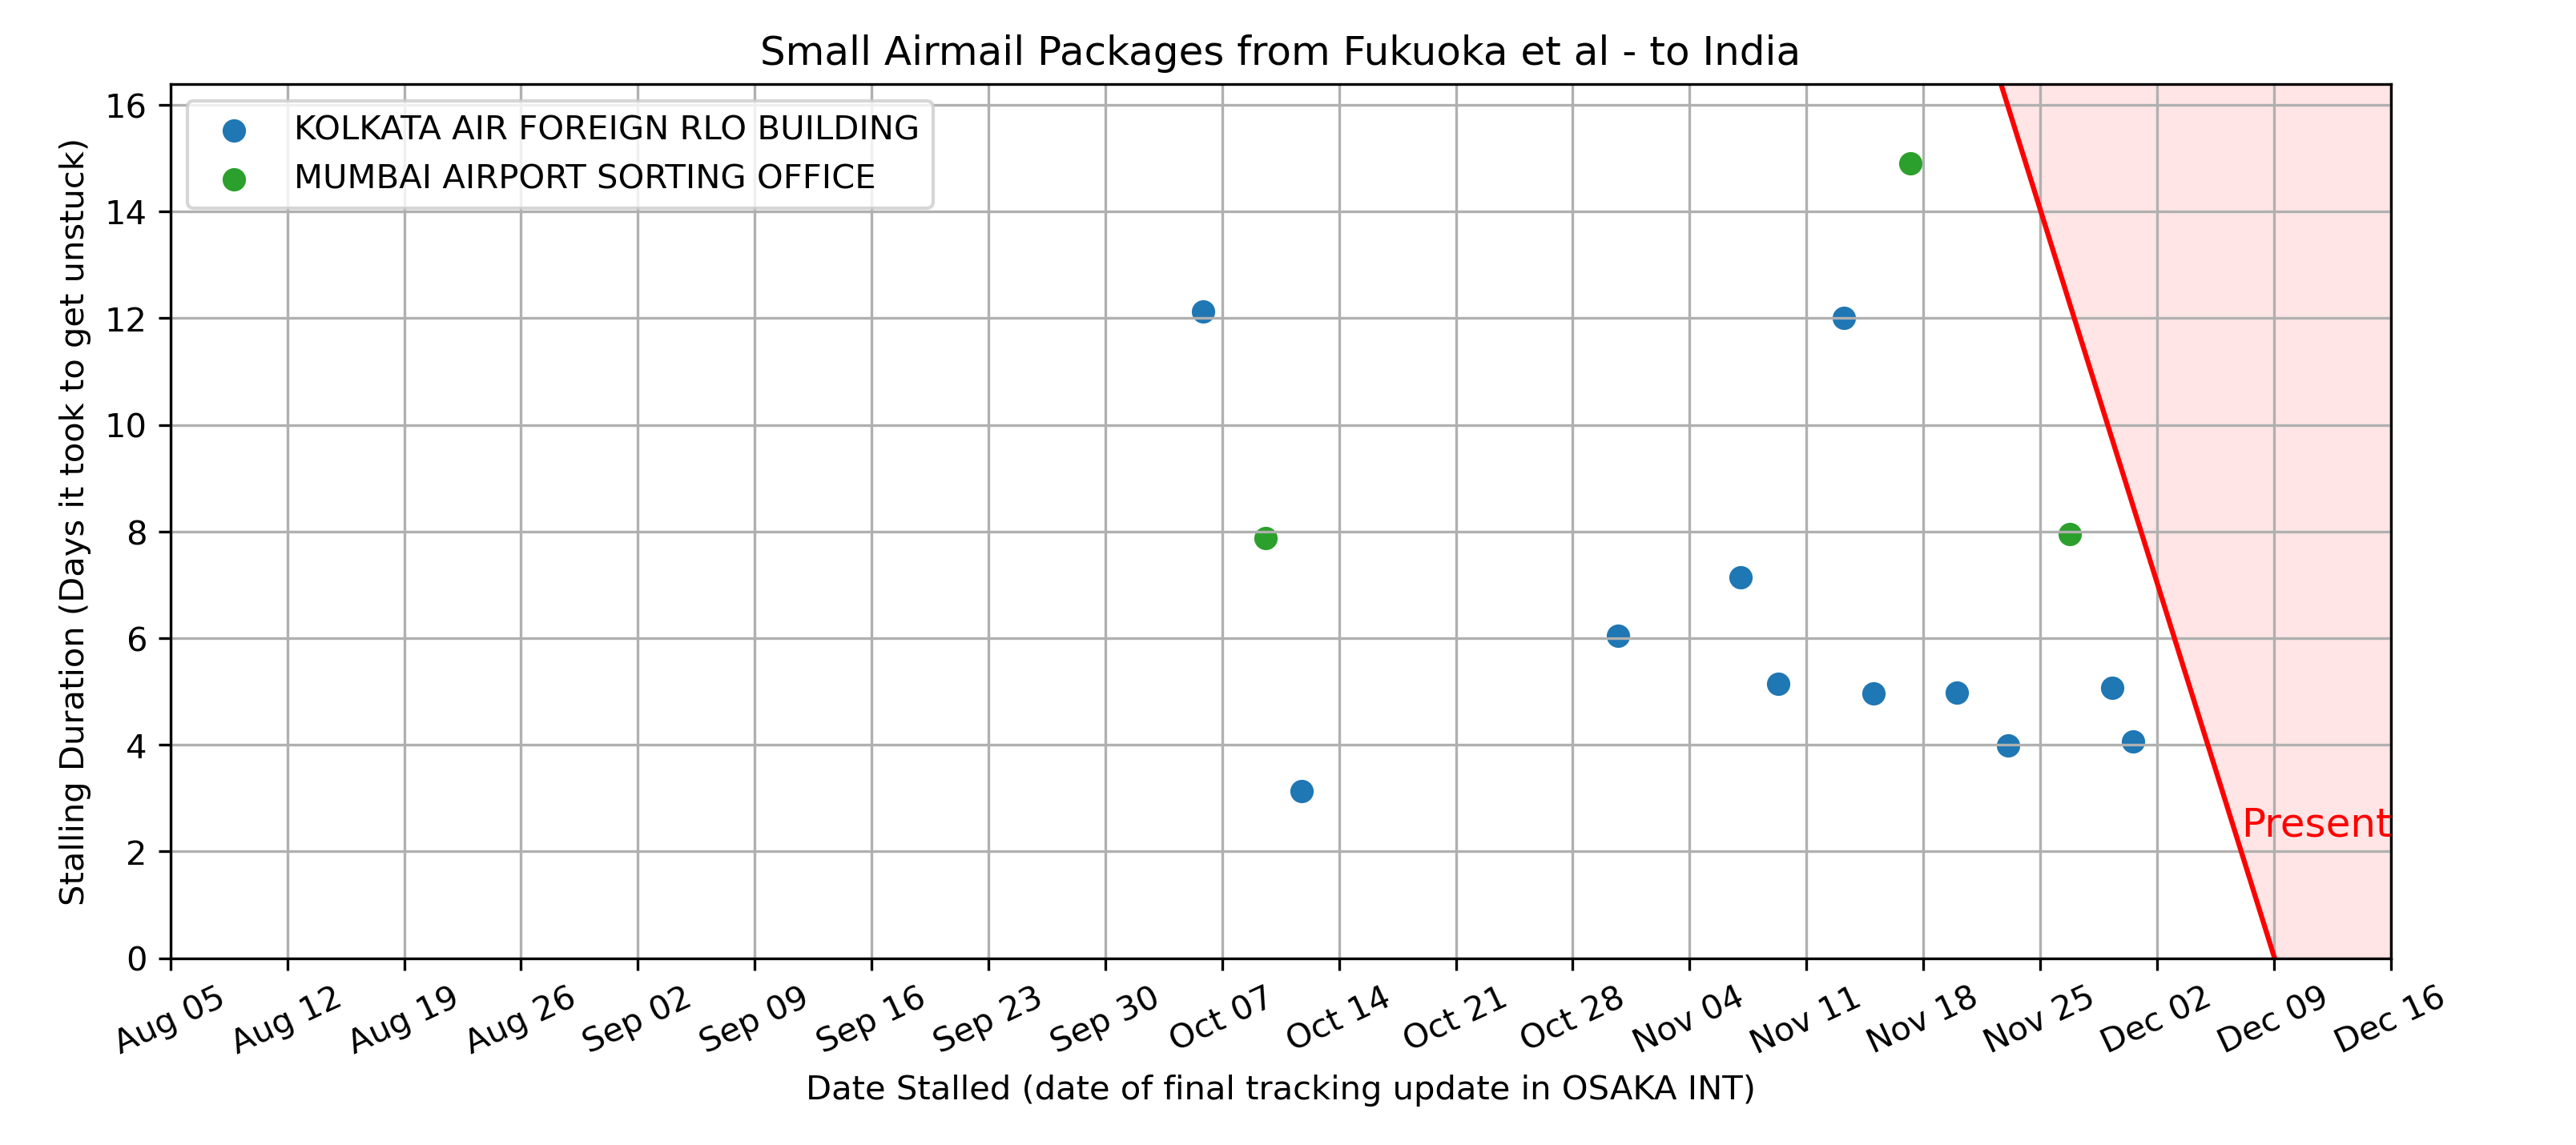 Small Airmail Packages from Fukuoka et al - to India
KOLKATA AIR FOREIGN RLO BUILDING
MUMBAI AIRPORT SORTING OFFICE
Stalling Duration (Days it took to get unstuck)
16
14
12
10
8
6
4
2
0
Present
Aug 05 Aug 12 Aug 19 Aug 26 Sep 02 Sep 09 Sep 16 Sep 23 Sep 30 Oct 07 Oct 14 Oct 21 Oct 28 Nov 04 Nov 11 Nov 18 Nov 25 Dec 02 Dec 09 Dec 16
Date Stalled (date of final tracking update in OSAKA INT)